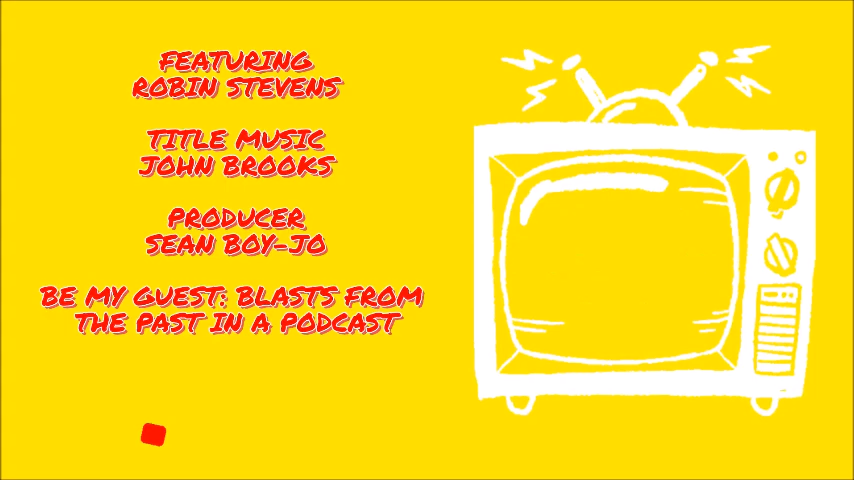 FEATURING
ROBIN STEVENS
TITLE MUSIC
JOHN BROOKS
PRODUCER
SEAN BOY-JO
BE MY GUEST: BLASTS FROM
THE PAST IN A PODCAST